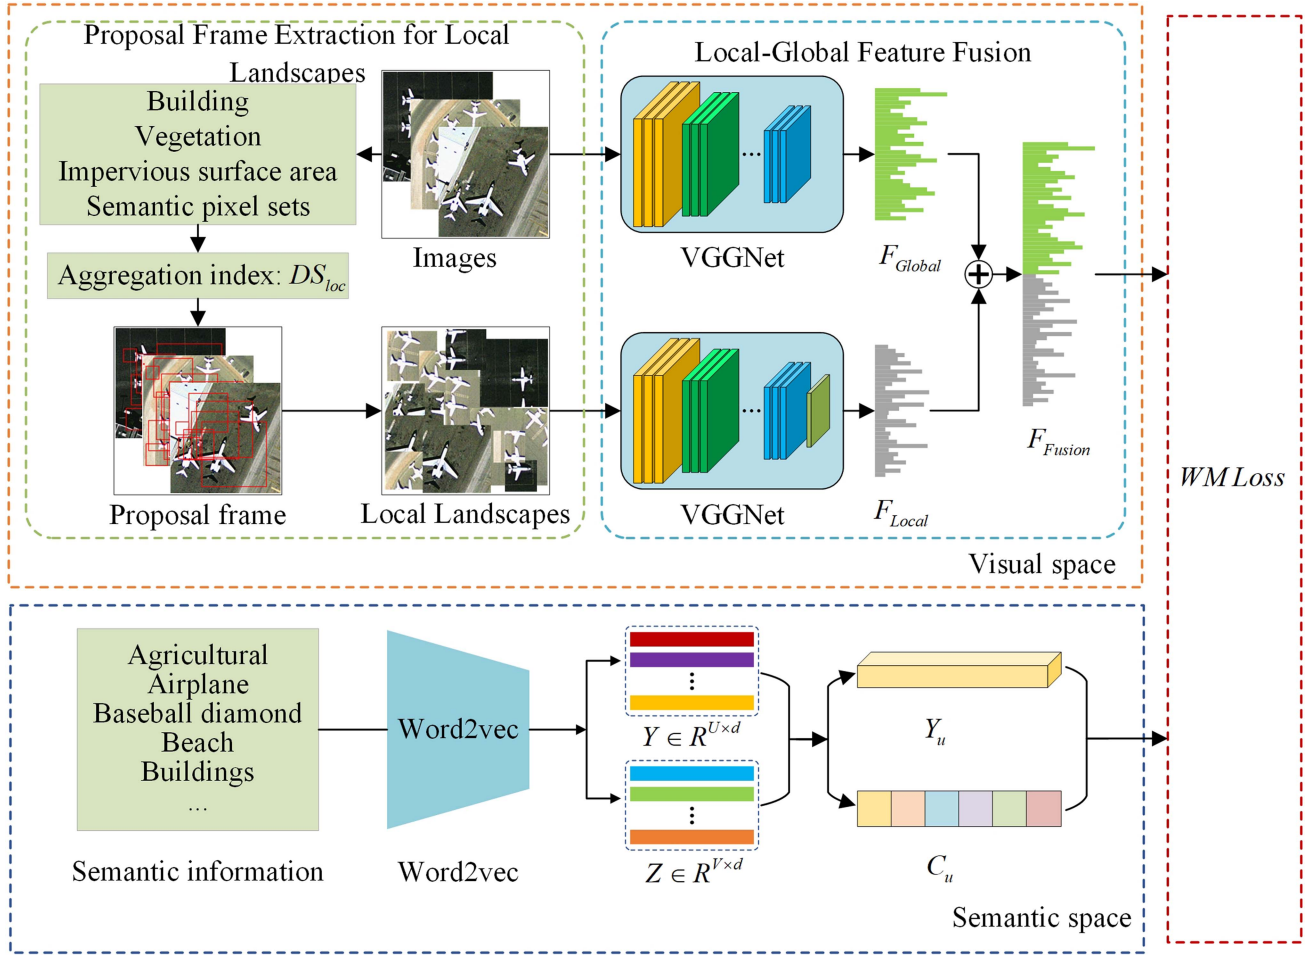 Proposal Frame Extraction for Local
Landscapes
Building
Vegetation
Impervious surface area
Semantic pixel sets
Aggregation index: DS_loc
Images
Proposal frame
Local Landscapes
Local-Global Feature Fusion
...
VGGNet
F_Global
...
VGGNet
F_Local
F_Fusion
Visual space
WM Loss
Agricultural
Airplane
Baseball diamond
Beach
Buildings
...
Semantic information
Word2vec
Word2vec
Y ∈ R^{U×d}
Z ∈ R^{V×d}
Y_u
C_u
Semantic space